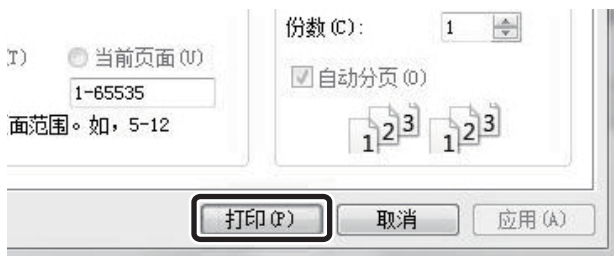 份数(C): 1
T) 当前页面(U)
自动分页(O)
1-65535
面范围。如，5-12
1 2 3 1 2 3
打印(P) 取消 应用(A)